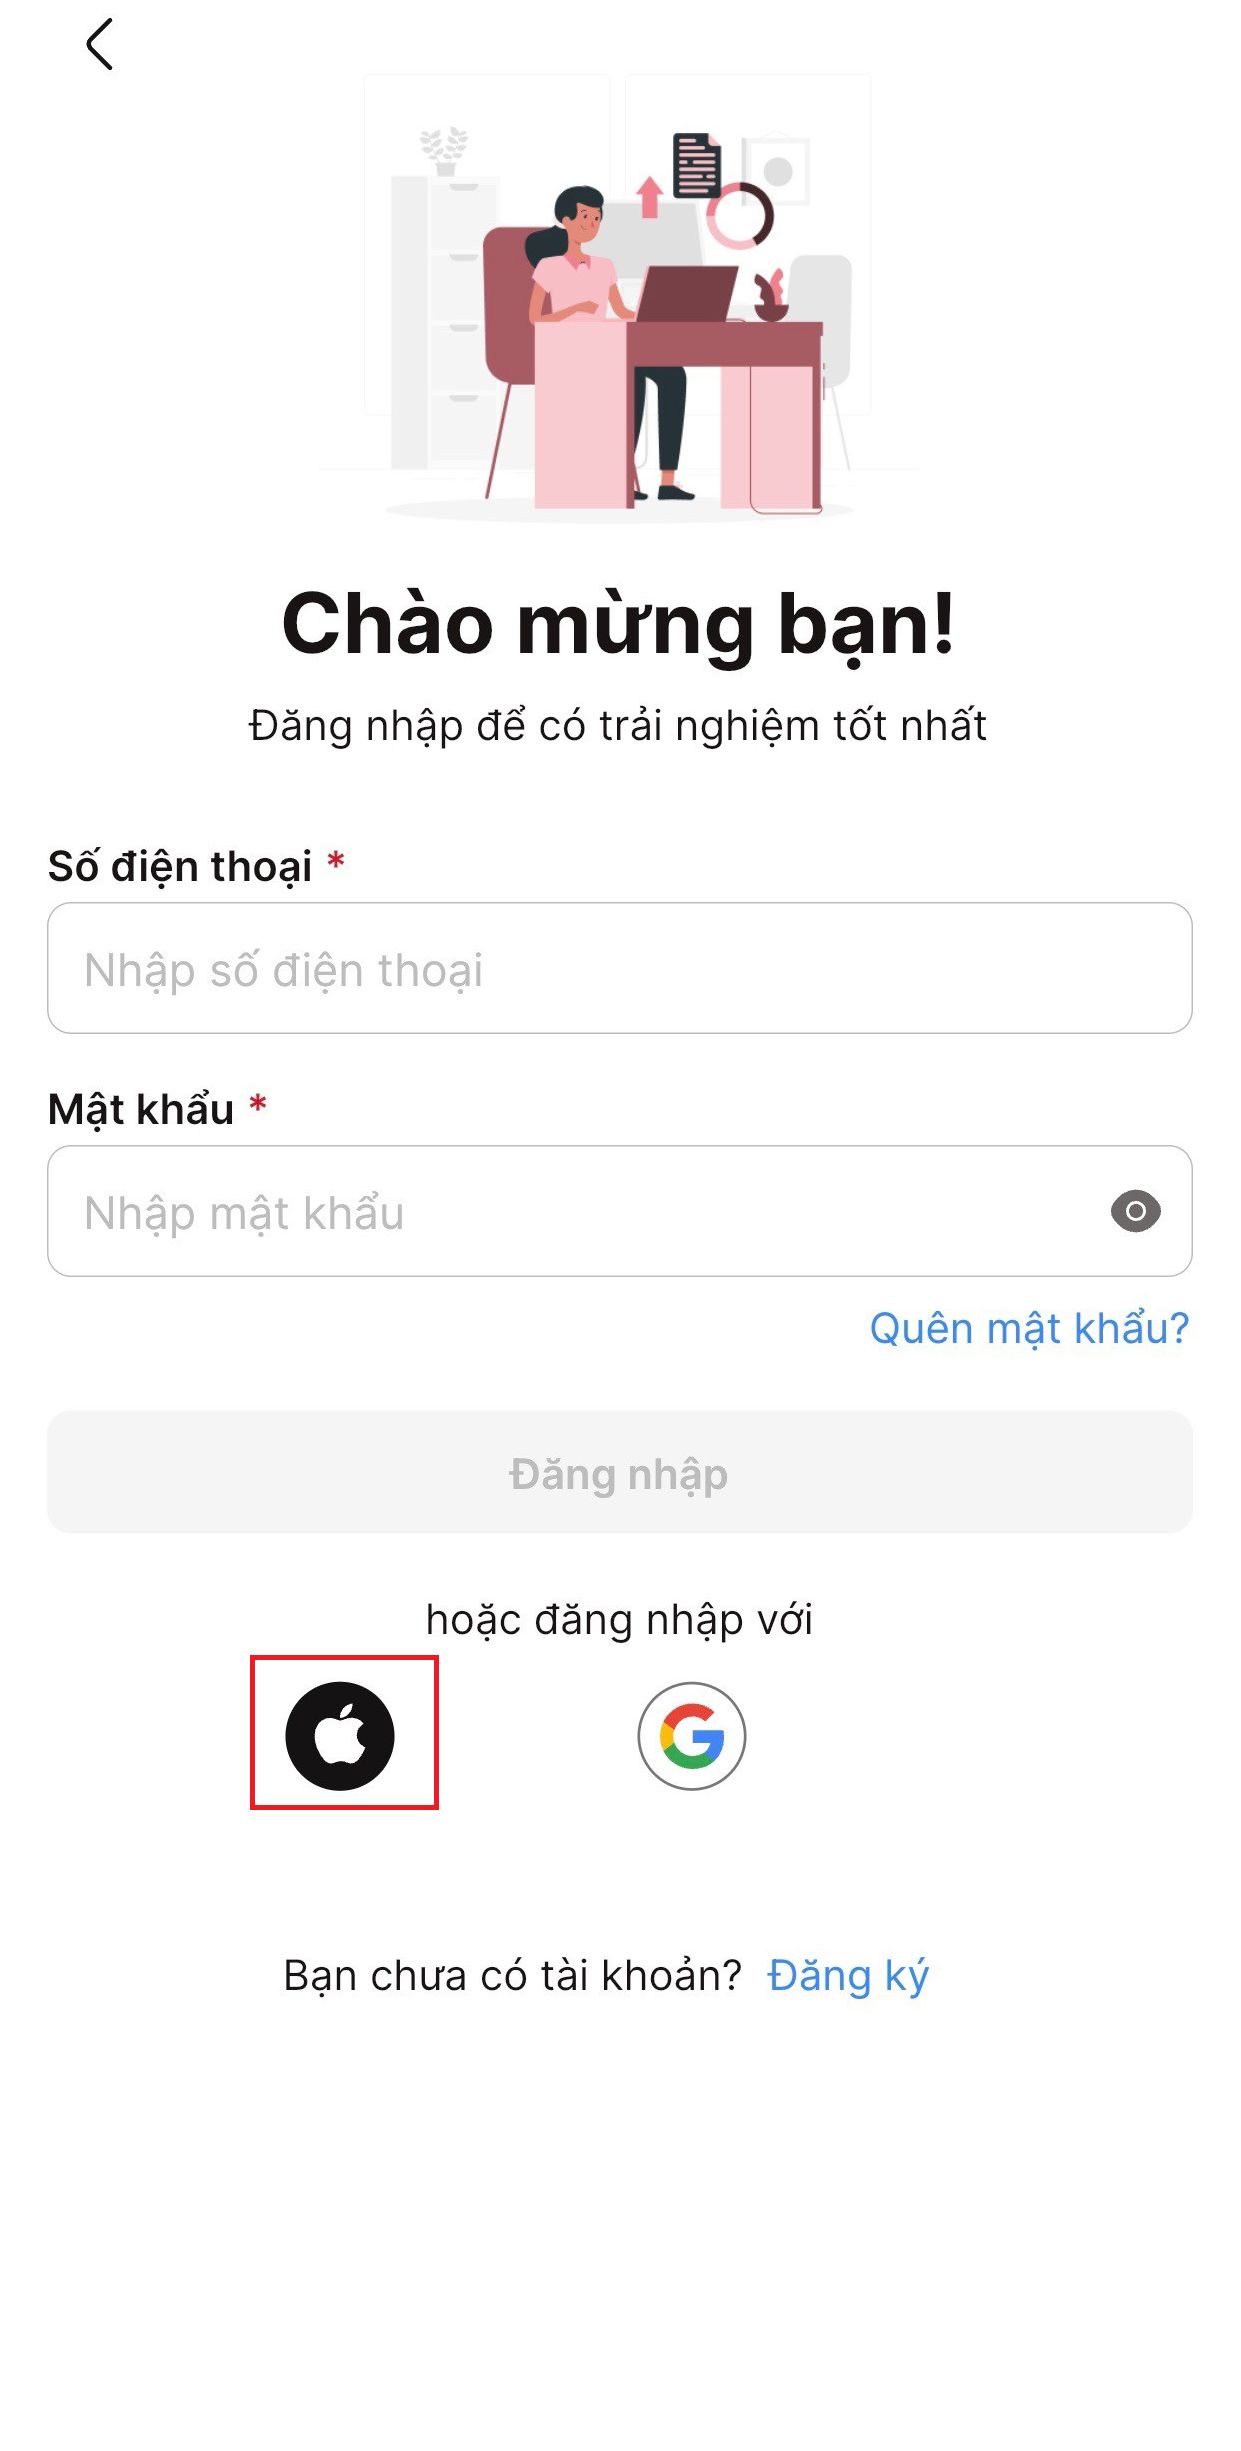 Chào mừng bạn!
Đăng nhập để có trải nghiệm tốt nhất
Số điện thoại *
Nhập số điện thoại
Mật khẩu *
Nhập mật khẩu
Quên mật khẩu?
Đăng nhập
hoặc đăng nhập với
Bạn chưa có tài khoản? Đăng ký